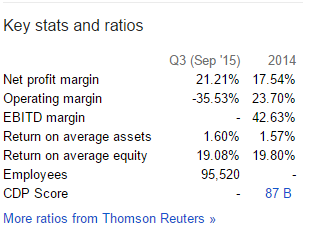 Key stats and ratios
Q3 (Sep '15) 2014
Net profit margin 21.21% 17.54%
Operating margin -35.53% 23.70%
EBITD margin - 42.63%
Return on average assets 1.60% 1.57%
Return on average equity 19.08% 19.80%
Employees 95,520 -
CDP Score - 87 B
More ratios from Thomson Reuters »